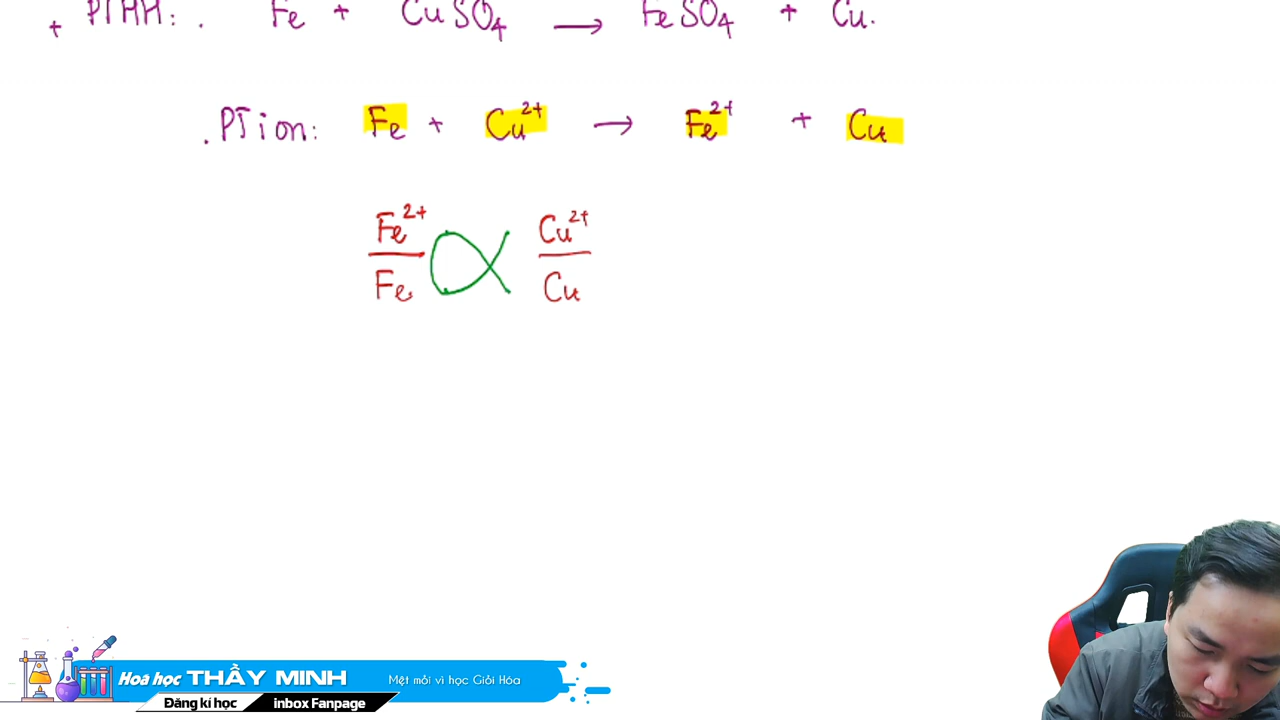 + PTHH: . Fe + CuSO₄ → FeSO₄ + Cu.
. PT ion: Fe + Cu²⁺ → Fe²⁺ + Cu
Fe²⁺ Cu²⁺
Fe Cu
Hoá học THẦY MINH
Mệt mỏi vì học Giỏi Hóa
Đăng kí học inbox Fanpage